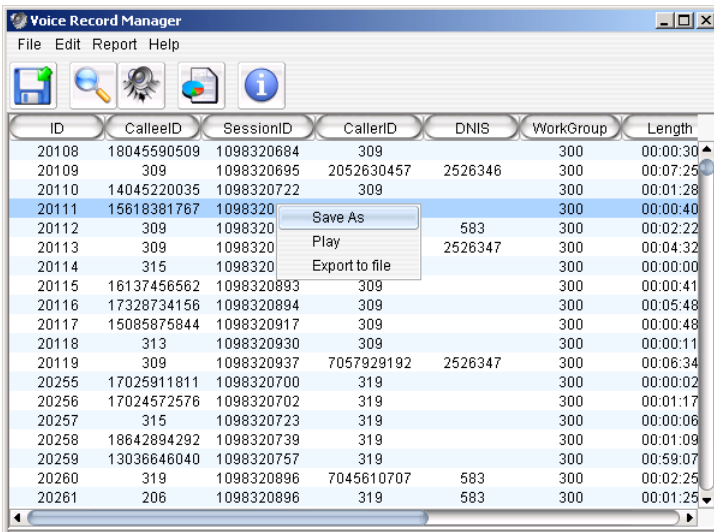 Voice Record Manager
File Edit Report Help
ID CalleeID SessionID CallerID DNIS WorkGroup Length
20108 18045590509 1098320684 309 300 00:00:30
20109 309 1098320695 2052630457 2526346 300 00:07:25
20110 14045220035 1098320722 309 300 00:01:28
20111 15618381767 1098320 Save As 300 00:00:40
20112 309 1098320 583 300 00:02:22
20113 309 1098320 Play 2526347 300 00:04:32
20114 315 1098320 Export to file 300 00:00:00
20115 16137456562 1098320893 309 300 00:00:41
20116 17328734156 1098320894 309 300 00:05:48
20117 15085875844 1098320917 309 300 00:00:48
20118 313 1098320930 309 300 00:00:11
20119 309 1098320937 7057929192 2526347 300 00:06:34
20255 17025911811 1098320700 319 300 00:00:02
20256 17024572576 1098320702 319 300 00:01:17
20257 315 1098320723 319 300 00:00:06
20258 18642894292 1098320739 319 300 00:01:09
20259 13036646040 1098320757 319 300 00:59:07
20260 319 1098320896 7045610707 583 300 00:02:25
20261 206 1098320896 319 583 300 00:01:25